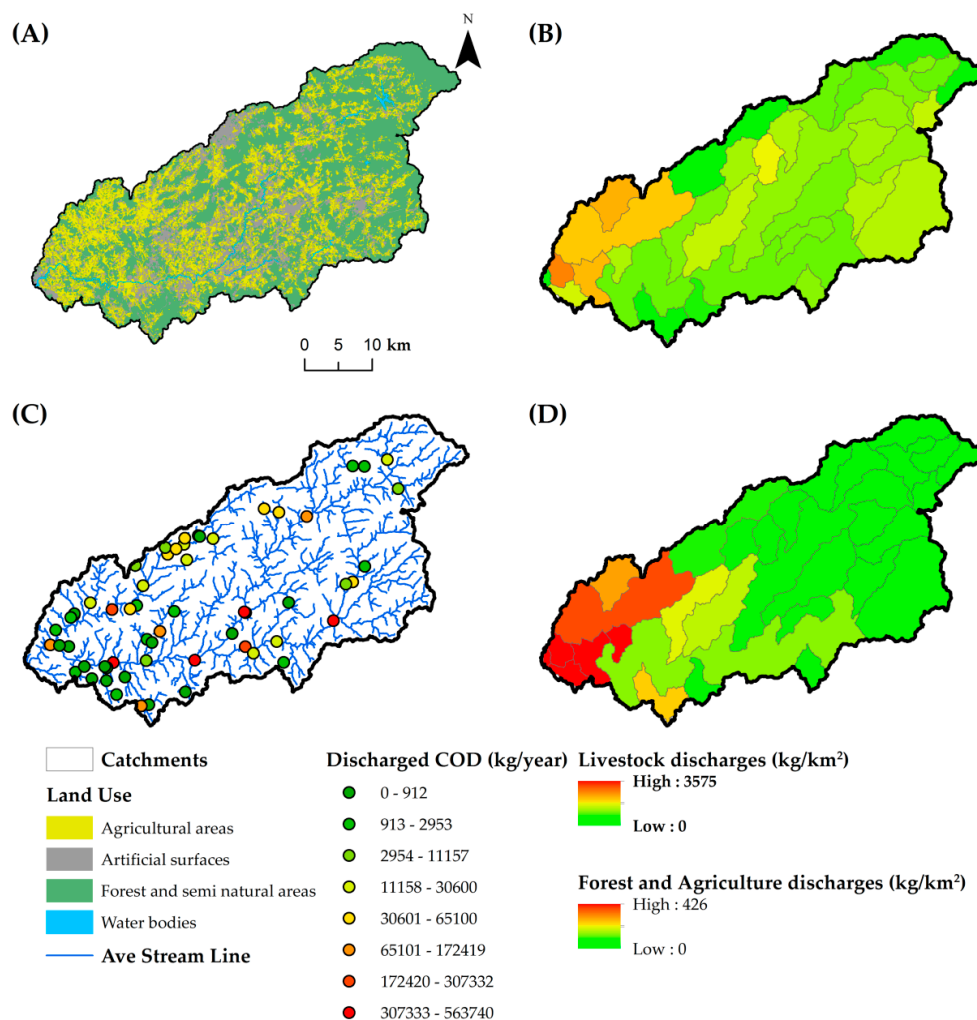 (A)
N
(B)
0 5 10 km
(C)
(D)
Catchments
Land Use
Agricultural areas
Artificial surfaces
Forest and semi natural areas
Water bodies
Ave Stream Line
Discharged COD (kg/year)
0 - 912
913 - 2953
2954 - 11157
11158 - 30600
30601 - 65100
65101 - 172419
172420 - 307332
307333 - 563740
Livestock discharges (kg/km²)
High : 3575
Low : 0
Forest and Agriculture discharges (kg/km²)
High : 426
Low : 0